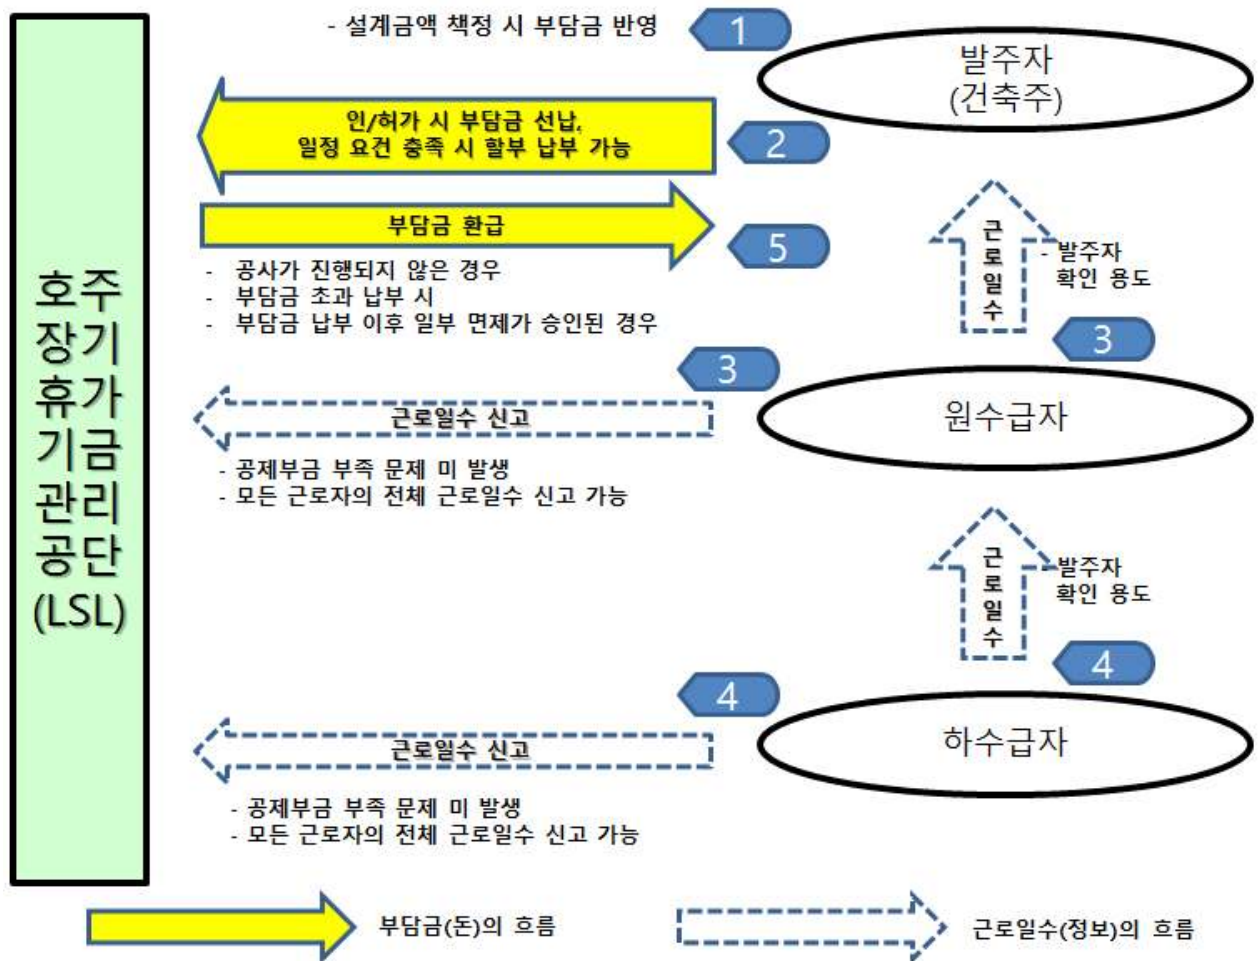 호주
장기
휴가
기금
관리
공단
(LSL)
- 설계금액 책정 시 부담금 반영
1
발주자
(건축주)
인/허가 시 부담금 선납,
일정 요건 충족 시 할부 납부 가능
2
부담금 환급
5
- 공사가 진행되지 않은 경우
- 부담금 초과 납부 시
- 부담금 납부 이후 일부 면제가 승인된 경우
근
로
일
수
- 발주자
확인 용도
3
3
원수급자
근로일수 신고
- 공제부금 부족 문제 미 발생
- 모든 근로자의 전체 근로일수 신고 가능
근
로
일
수
- 발주자
확인 용도
4
4
하수급자
근로일수 신고
- 공제부금 부족 문제 미 발생
- 모든 근로자의 전체 근로일수 신고 가능
부담금(돈)의 흐름
근로일수(정보)의 흐름